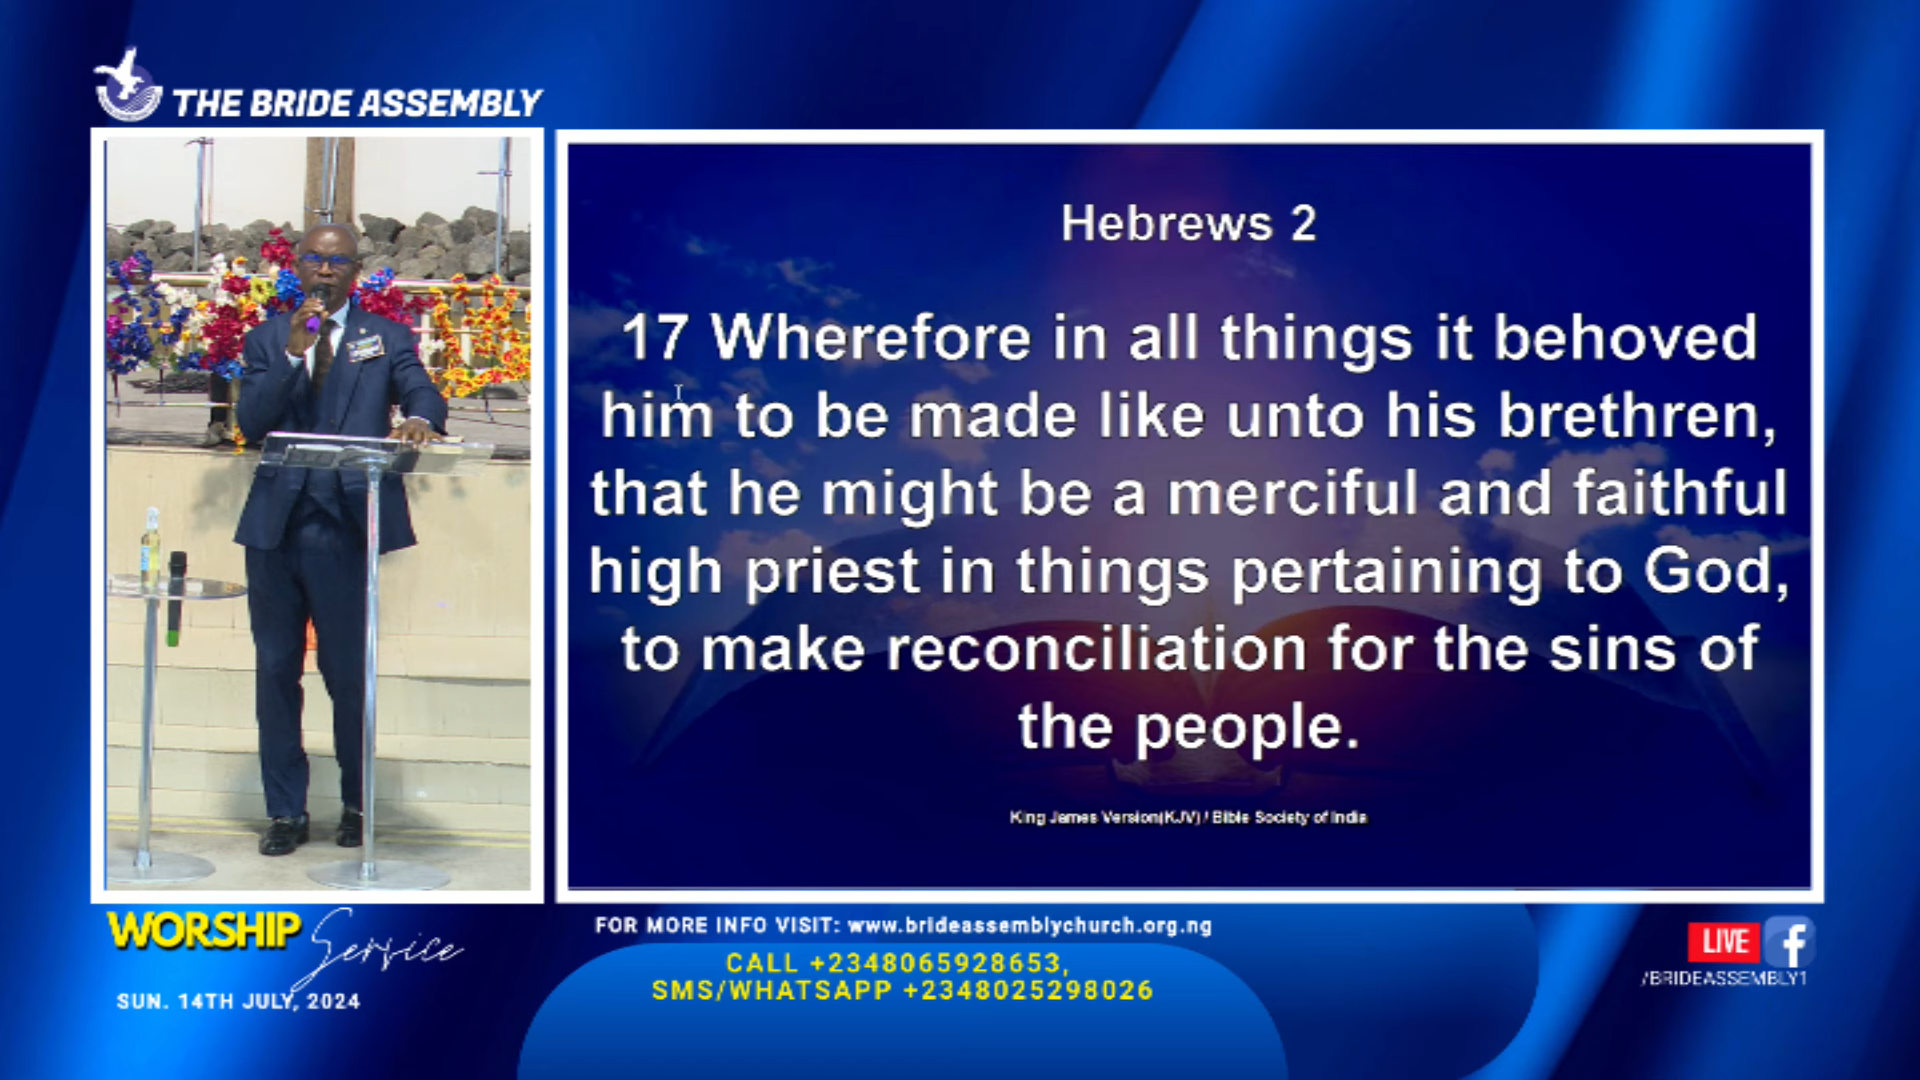 THE BRIDE ASSEMBLY
Hebrews 2
17 Wherefore in all things it behoved
him to be made like unto his brethren,
that he might be a merciful and faithful
high priest in things pertaining to God,
to make reconciliation for the sins of
the people.
King James Version(KJV) / Bible Society of India
WORSHIP
Service
SUN. 14TH JULY, 2024
FOR MORE INFO VISIT: www.brideassemblychurch.org.ng
CALL +2348065928653,
SMS/WHATSAPP +2348025298026
LIVE
/BRIDEASSEMBLY1